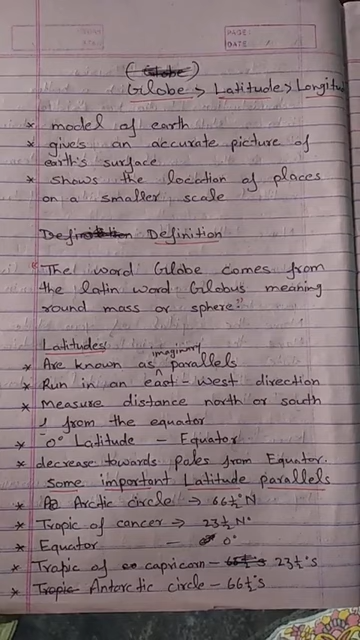 PAGE:
DATE:
(Globe)
Globe > Latitude > Longitu
* model of earth
* gives an accurate picture of
earth's surface
* shows the location of places
on a smaller scale
Definition
" The word Globe comes from
the latin word Globus meaning
round mass or sphere."
Latitudes:
imaginary
* Are known as ^ parallels
* Run in an east-west direction
* Measure distance north or south
from the equator
* 0° Latitude - Equator
* decrease towards poles from Equator.
some important Latitude parallels
* Arctic circle → 66½°N
* Tropic of cancer → 23½N°
* Equator - 0°
* Tropic of capricorn - 23½°s
* Antarctic circle - 66½°s